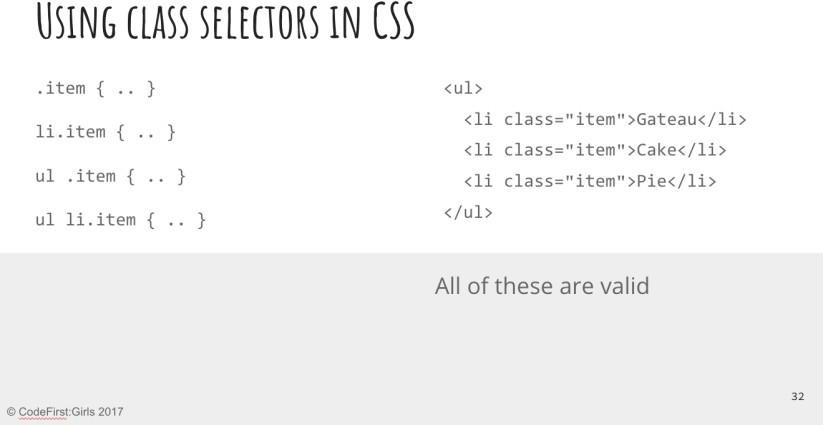 Using class selectors in CSS
.item { .. }
li.item { .. }
ul .item { .. }
ul li.item { .. }
<ul>
  <li class="item">Gateau</li>
  <li class="item">Cake</li>
  <li class="item">Pie</li>
</ul>
All of these are valid
32
© CodeFirst:Girls 2017